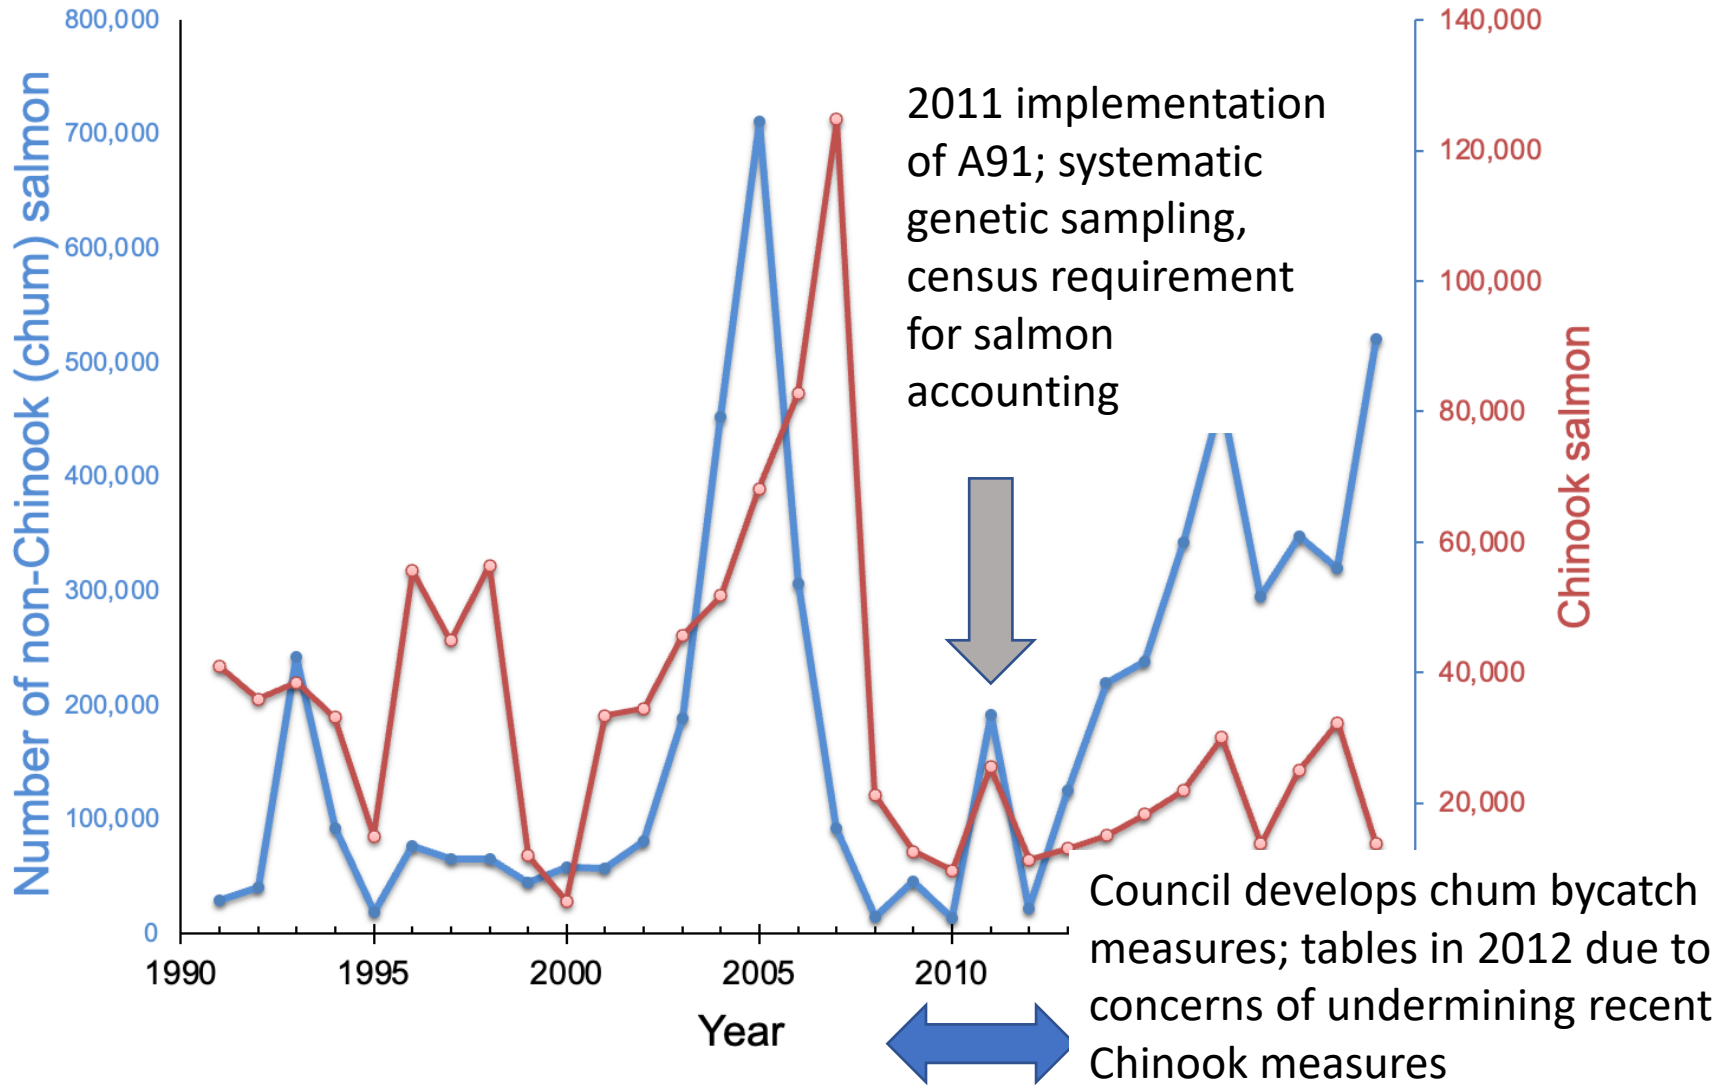 800,000
700,000
600,000
500,000
400,000
300,000
200,000
100,000
0
Number of non-Chinook (chum) salmon
140,000
120,000
100,000
80,000
60,000
40,000
20,000
Chinook salmon
2011 implementation
of A91; systematic
genetic sampling,
census requirement
for salmon
accounting
1990
1995
2000
2005
2010
Year
Council develops chum bycatch
measures; tables in 2012 due to
concerns of undermining recent
Chinook measures